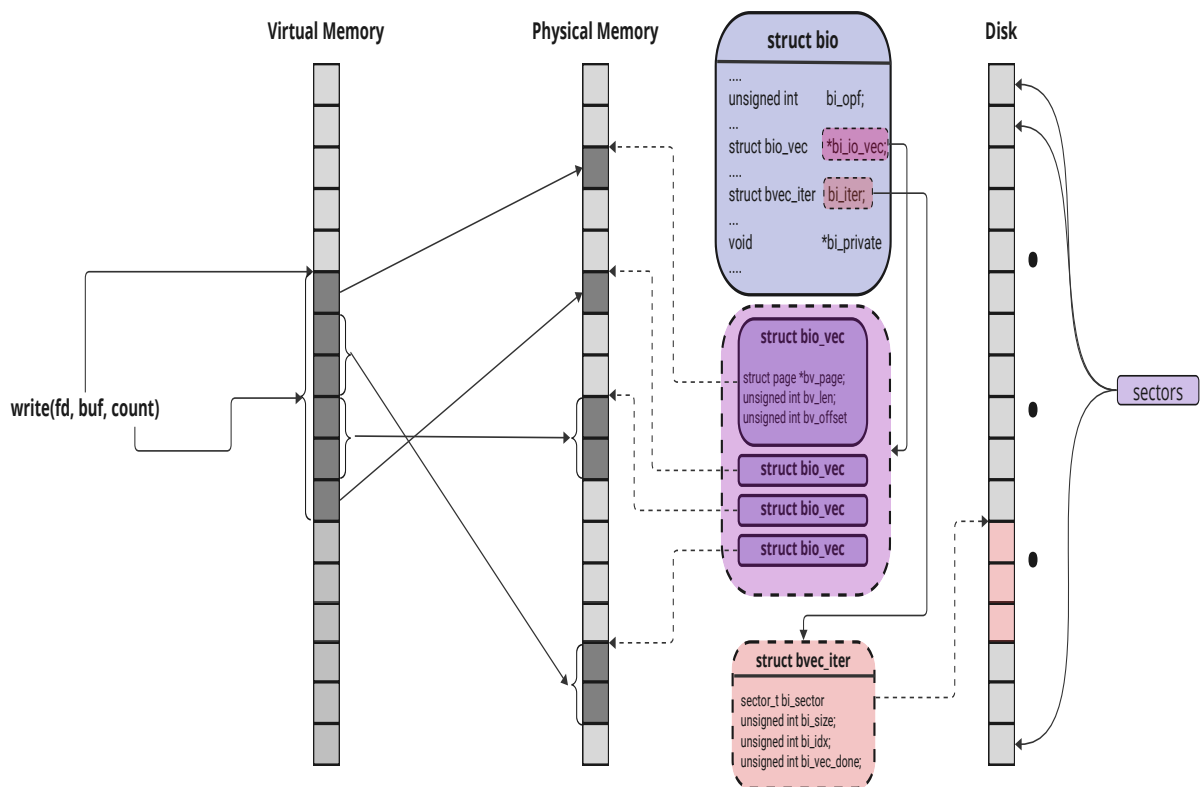 Virtual Memory
Physical Memory
struct bio
Disk
....
unsigned int bi_opf;
...
struct bio_vec *bi_io_vec;
....
struct bvec_iter bi_iter;
...
void *bi_private
....
write(fd, buf, count)
struct bio_vec
struct page *bv_page;
unsigned int bv_len;
unsigned int bv_offset
struct bio_vec
struct bio_vec
struct bio_vec
sectors
struct bvec_iter
sector_t bi_sector
unsigned int bi_size;
unsigned int bi_idx;
unsigned int bi_vec_done;